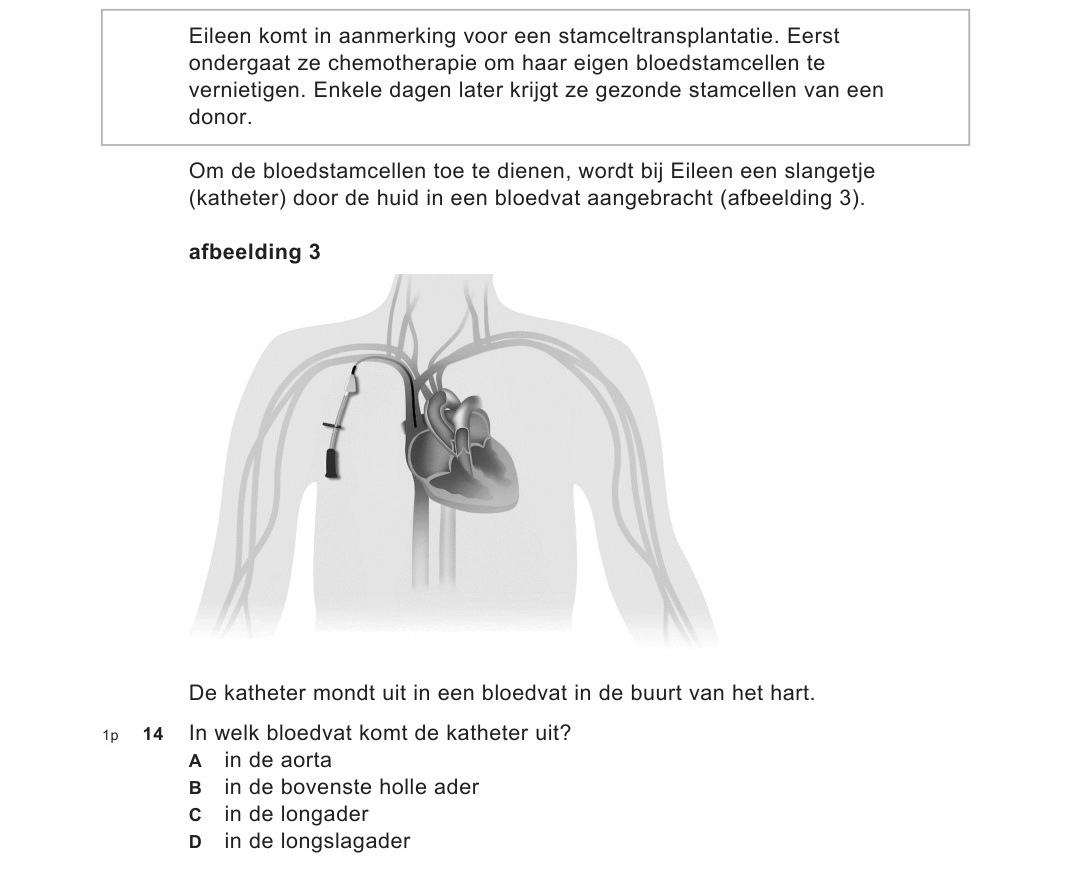 Eileen komt in aanmerking voor een stamceltransplantatie. Eerst
ondergaat ze chemotherapie om haar eigen bloedstamcellen te
vernietigen. Enkele dagen later krijgt ze gezonde stamcellen van een
donor.
Om de bloedstamcellen toe te dienen, wordt bij Eileen een slangetje
(katheter) door de huid in een bloedvat aangebracht (afbeelding 3).
afbeelding 3
De katheter mondt uit in een bloedvat in de buurt van het hart.
1p 14 In welk bloedvat komt de katheter uit?
A in de aorta
B in de bovenste holle ader
C in de longader
D in de longslagader